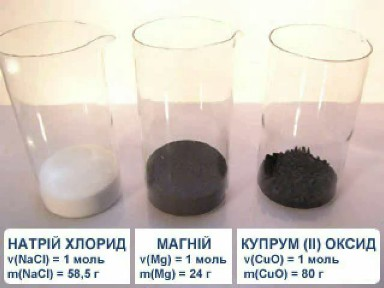 НАТРІЙ ХЛОРИД
ν(NaCl) = 1 моль
m(NaCl) = 58,5 г
МАГНІЙ
ν(Mg) = 1 моль
m(Mg) = 24 г
КУПРУМ (ІІ) ОКСИД
ν(CuO) = 1 моль
m(CuO) = 80 г